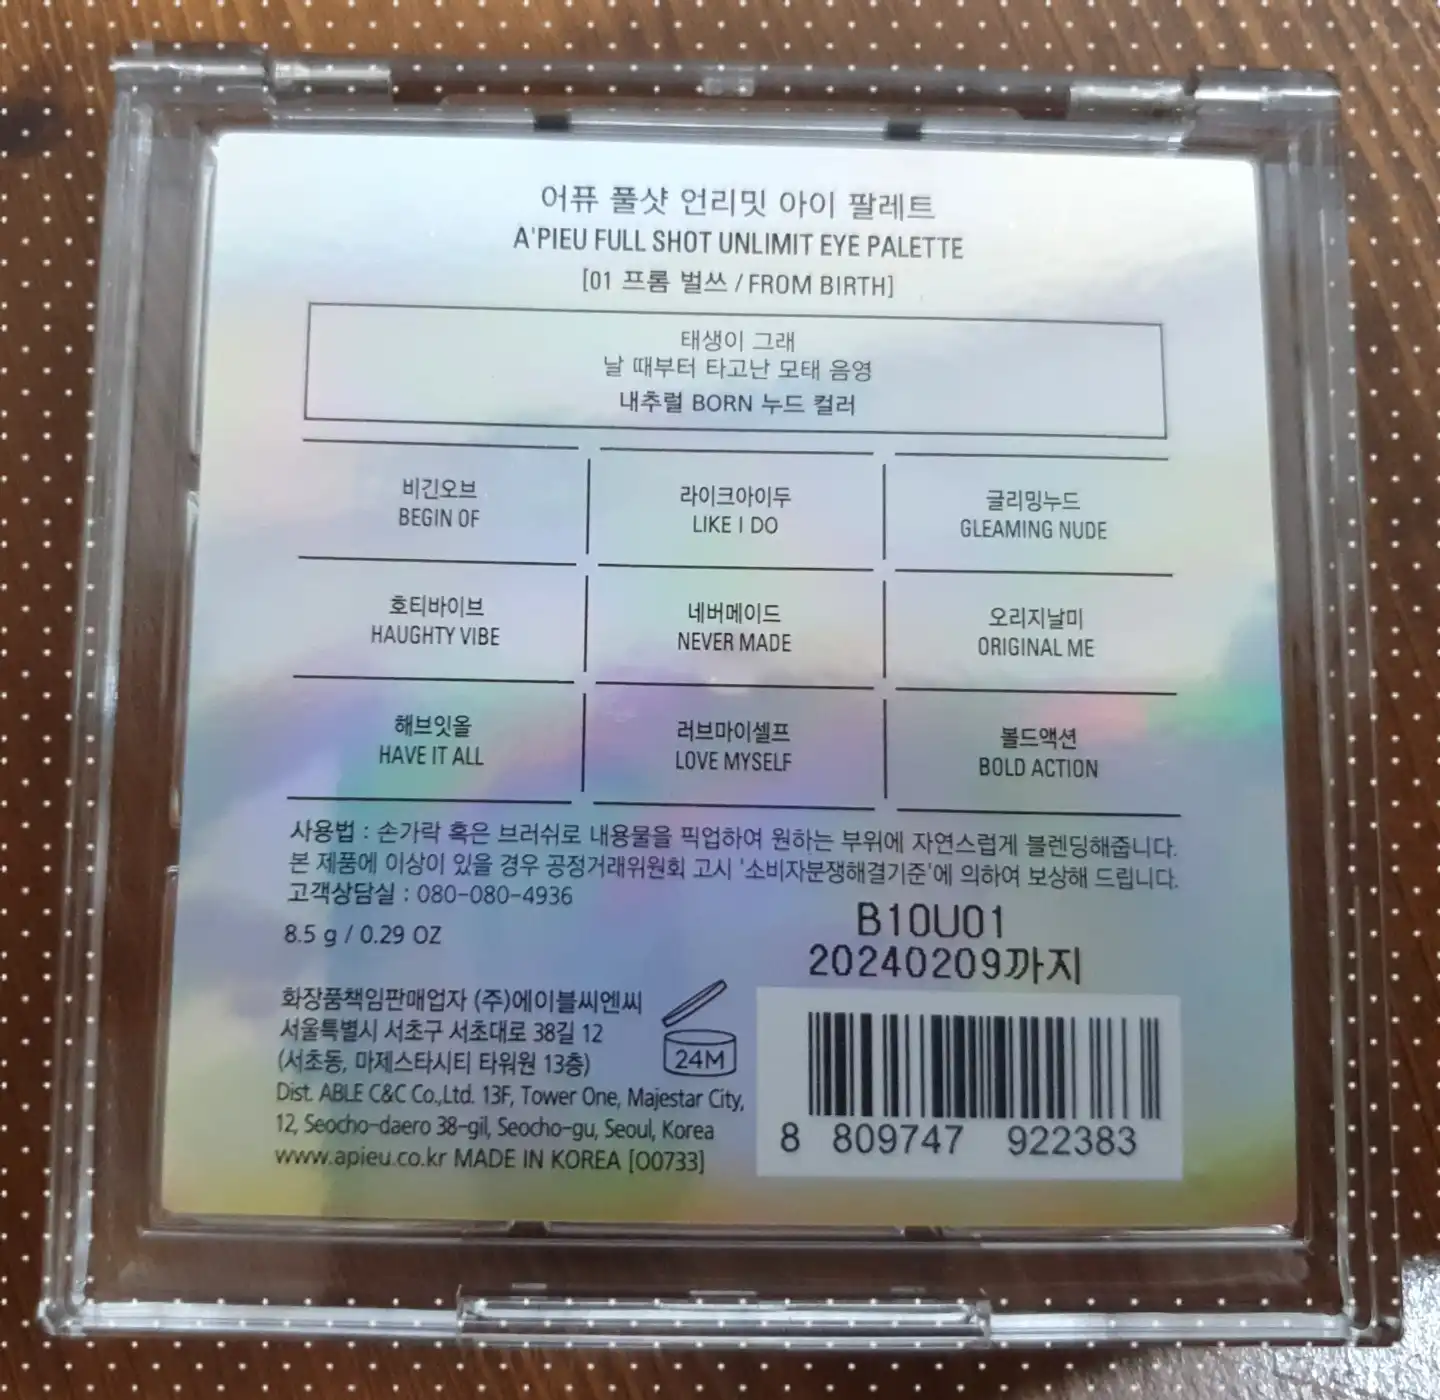 어퓨 풀샷 언리밋 아이 팔레트
A'PIEU FULL SHOT UNLIMIT EYE PALETTE
[01 프롬 벌쓰 / FROM BIRTH]
태생이 그래
날 때부터 타고난 모태 음영
내추럴 BORN 누드 컬러
비긴오브
BEGIN OF
라이크아이두
LIKE I DO
글리밍누드
GLEAMING NUDE
호티바이브
HAUGHTY VIBE
네버메이드
NEVER MADE
오리지날미
ORIGINAL ME
해브잇올
HAVE IT ALL
러브마이셀프
LOVE MYSELF
볼드액션
BOLD ACTION
사용법 : 손가락 혹은 브러쉬로 내용물을 픽업하여 원하는 부위에 자연스럽게 블렌딩해줍니다.
본 제품에 이상이 있을 경우 공정거래위원회 고시 '소비자분쟁해결기준'에 의하여 보상해 드립니다.
고객상담실 : 080-080-4936
8.5 g / 0.29 OZ
B10U01
20240209까지
화장품책임판매업자 (주)에이블씨엔씨
서울특별시 서초구 서초대로 38길 12
(서초동, 마제스타시티 타워원 13층)
Dist. ABLE C&C Co.,Ltd. 13F, Tower One, Majestar City,
12, Seocho-daero 38-gil, Seocho-gu, Seoul, Korea
www.apieu.co.kr MADE IN KOREA [O0733]
24M
8 809747 922383